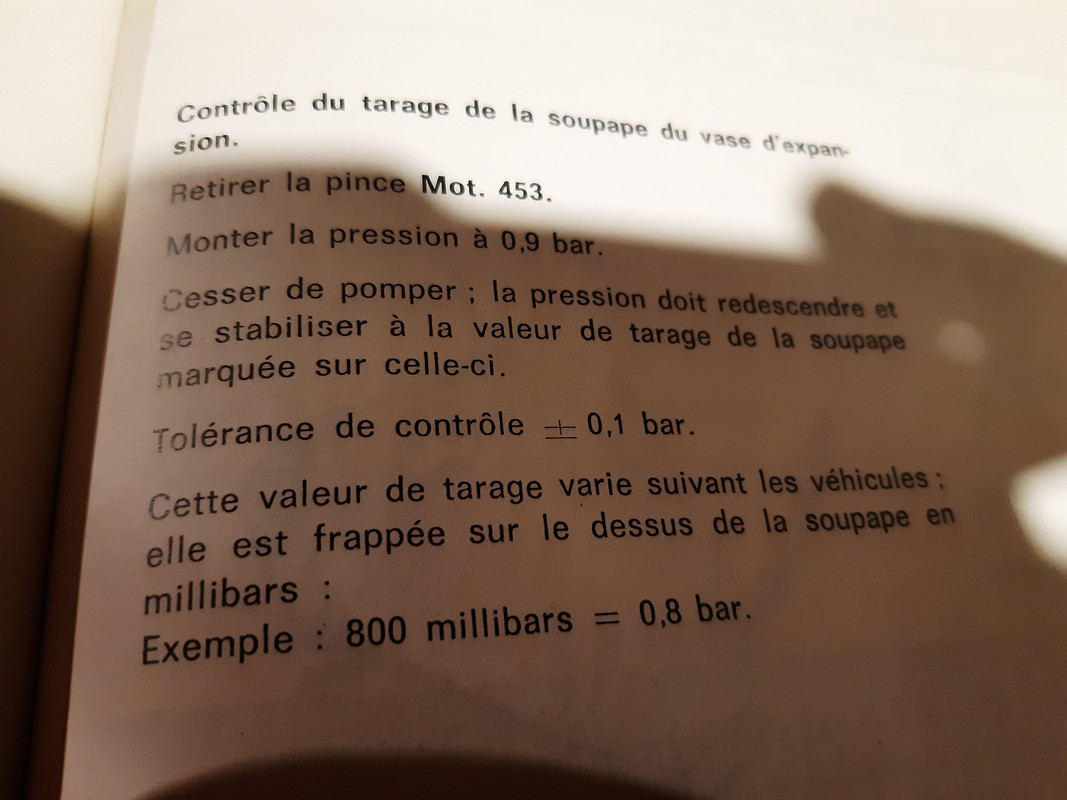 Contrôle du tarage de la soupape du vase d'expan-
sion.
Retirer la pince Mot. 453.
Monter la pression à 0,9 bar.
Cesser de pomper ; la pression doit redescendre et
se stabiliser à la valeur de tarage de la soupape
marquée sur celle-ci.
Tolérance de contrôle ± 0,1 bar.
Cette valeur de tarage varie suivant les véhicules ;
elle est frappée sur le dessus de la soupape en
millibars :
Exemple : 800 millibars = 0,8 bar.